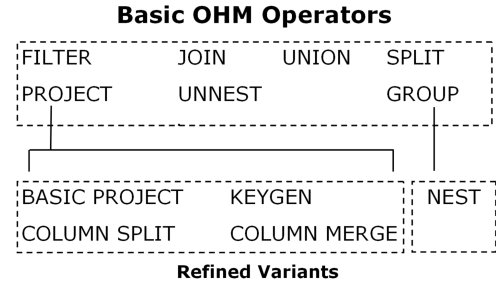 Basic OHM Operators
FILTER JOIN UNION SPLIT
PROJECT UNNEST GROUP
BASIC PROJECT KEYGEN NEST
COLUMN SPLIT COLUMN MERGE
Refined Variants